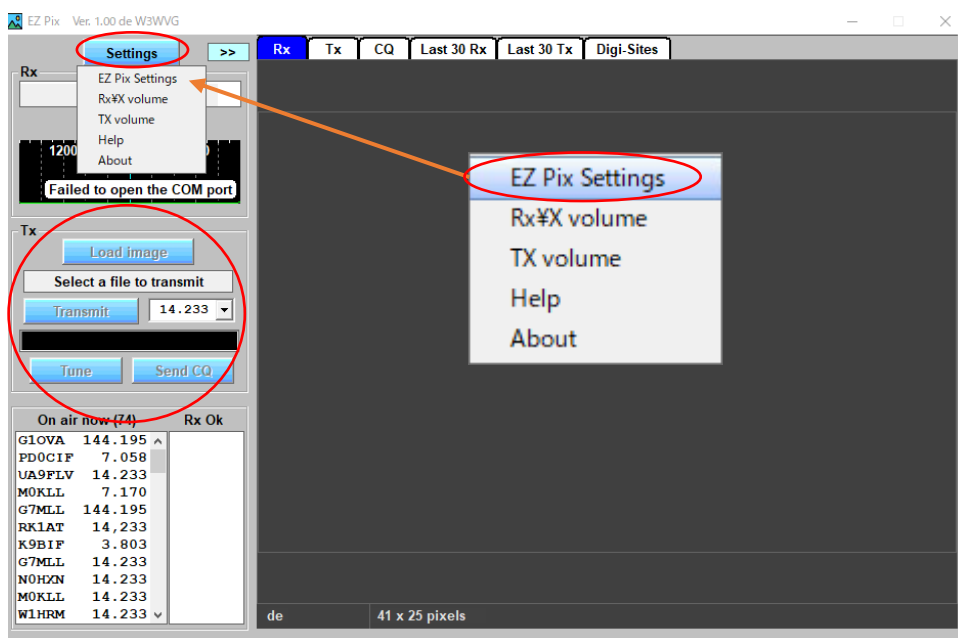 EZ Pix Ver. 1.00 de W3WVG
Settings
>>
Rx Tx CQ Last 30 Rx Last 30 Tx Digi-Sites
Rx
EZ Pix Settings
Rx¥X volume
TX volume
Help
About
1200
Failed to open the COM port
EZ Pix Settings
Rx¥X volume
TX volume
Help
About
Tx
Load image
Select a file to transmit
Transmit 14.233
Tune Send CQ
On air now (74) Rx Ok
G1OVA 144.195
PD0CIF 7.058
UA9FLV 14.233
M0KLL 7.170
G7MLL 144.195
RK1AT 14,233
K9BIF 3.803
G7MLL 14.233
N0HXN 14.233
M0KLL 14.233
W1HRM 14.233
de 41 x 25 pixels